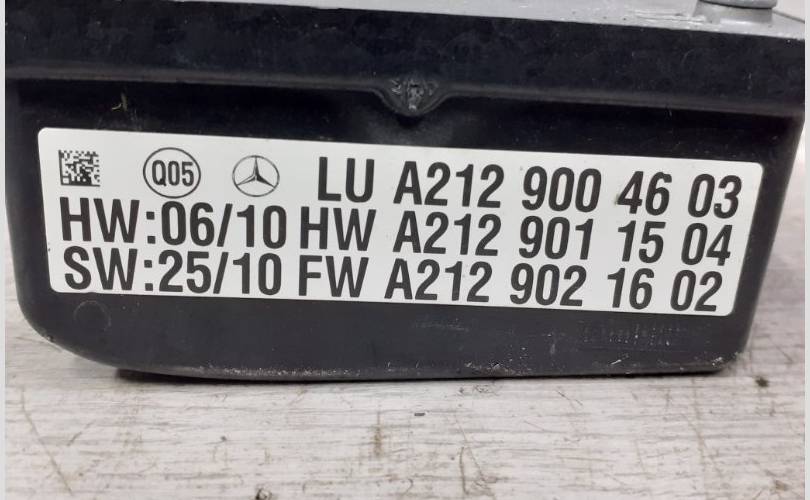 Q05 LU A212 900 46 03
HW:06/10 HW A212 901 15 04
SW:25/10 FW A212 902 16 02